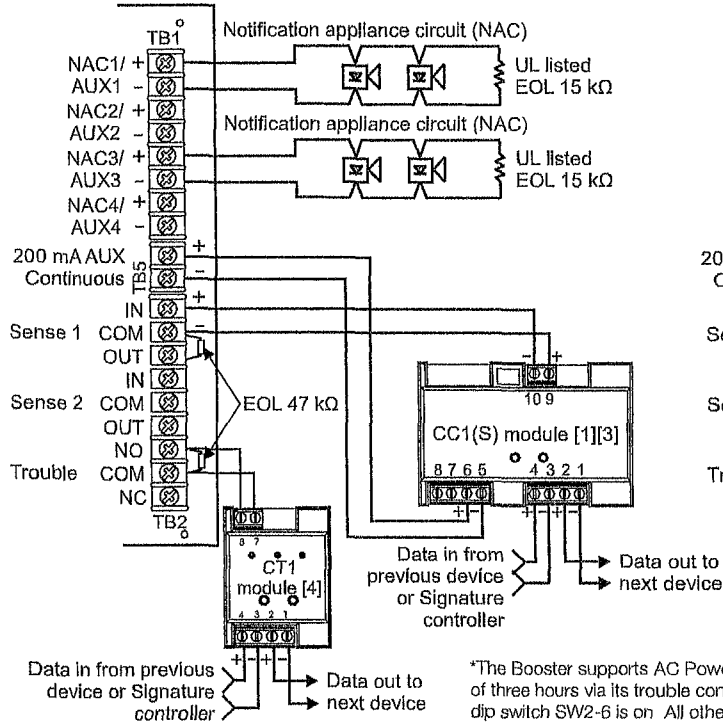 TB1
Notification appliance circuit (NAC)
NAC1/ +
AUX1 -
UL listed
EOL 15 kΩ
NAC2/ +
AUX2 -
Notification appliance circuit (NAC)
NAC3/ +
AUX3 -
UL listed
EOL 15 kΩ
NAC4/ +
AUX4 -
200 mA AUX +
Continuous -
TB5
IN +
Sense 1 COM -
OUT
IN
Sense 2 COM
OUT
EOL 47 kΩ
NO
Trouble COM
NC
TB2
- +
10 9
CC1(S) module [1][3]
8 7 6 5 4 3 2 1
+ - + - + -
8 7
CT1
module [4]
4 3 2 1
+ - + -
Data in from
previous device
or Signature
controller
Data out to
next device
Data in from previous
device or Signature
controller
Data out to
next device
20
C
Se
Se
Tr
*The Booster supports AC Powe
of three hours via its trouble con
dip switch SW2-6 is on All othe